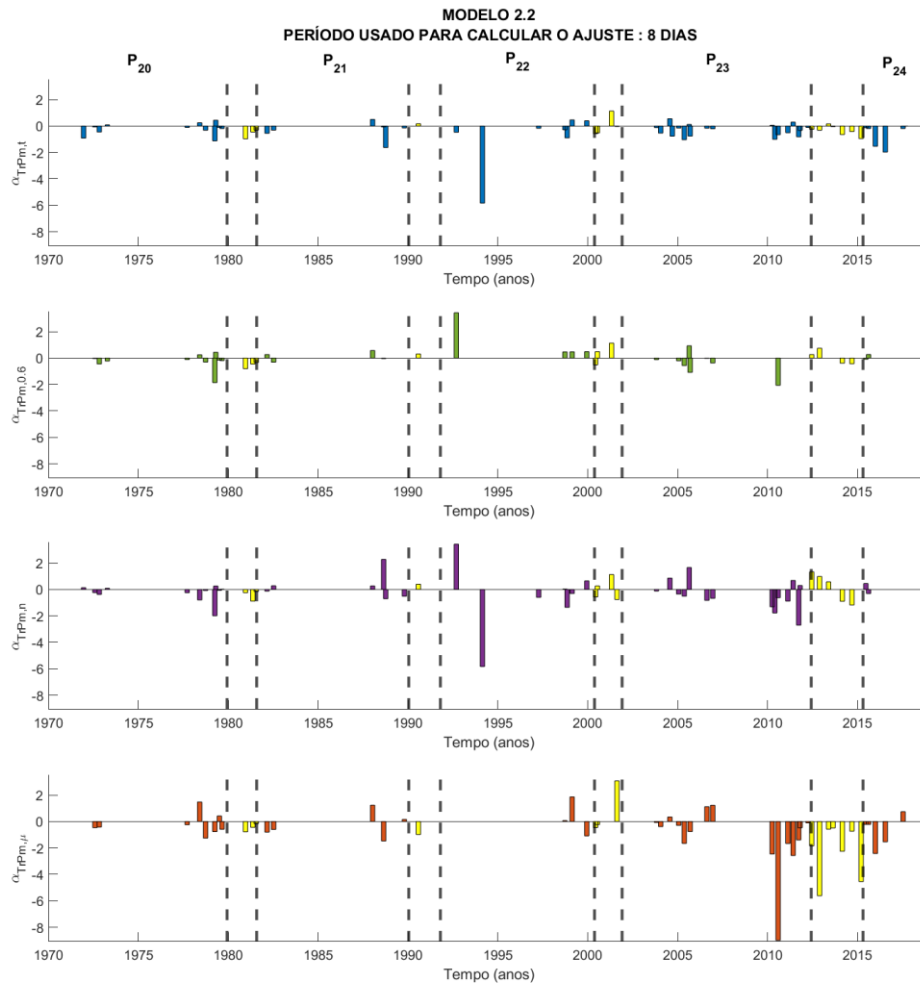 MODELO 2.2
PERÍODO USADO PARA CALCULAR O AJUSTE : 8 DIAS
P20 P21 P22 P23 P24
2
0
-2
-4
-6
-8
αTrPm,t
1970 1975 1980 1985 1990 1995 2000 2005 2010 2015
Tempo (anos)
2
0
-2
-4
-6
-8
αTrPm,0.6
1970 1975 1980 1985 1990 1995 2000 2005 2010 2015
Tempo (anos)
2
0
-2
-4
-6
-8
αTrPm,n
1970 1975 1980 1985 1990 1995 2000 2005 2010 2015
Tempo (anos)
2
0
-2
-4
-6
-8
αTrPm,μ
1970 1975 1980 1985 1990 1995 2000 2005 2010 2015
Tempo (anos)